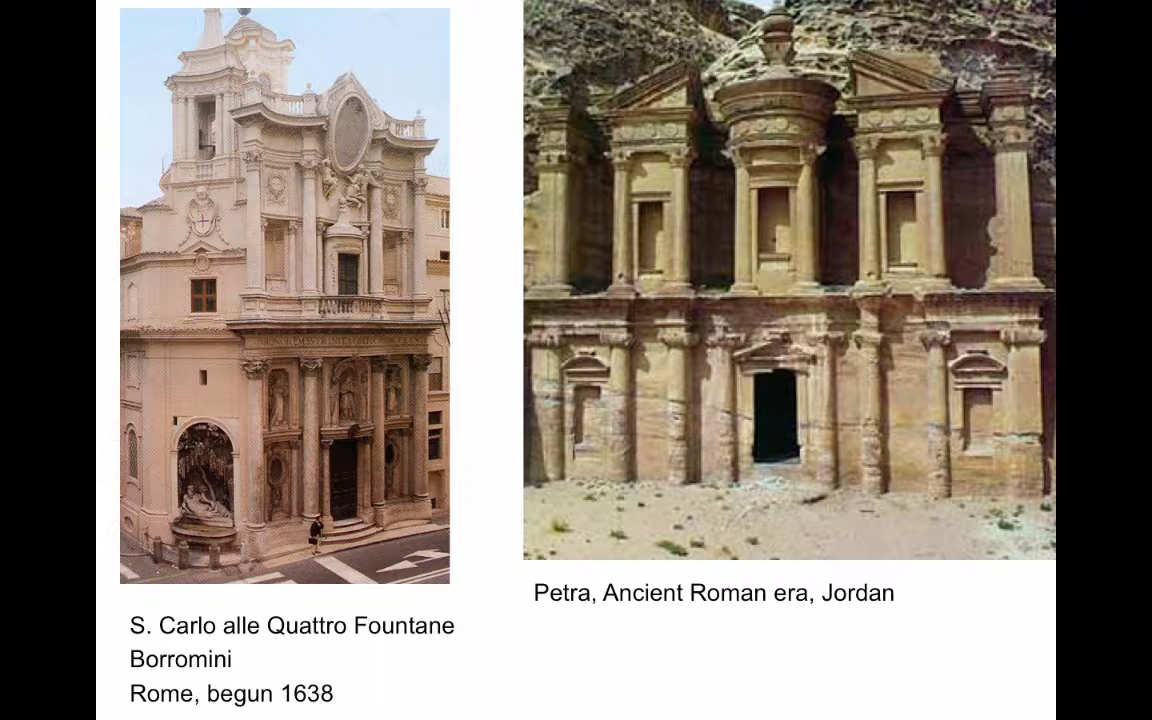 S. Carlo alle Quattro Fountane
Borromini
Rome, begun 1638
Petra, Ancient Roman era, Jordan